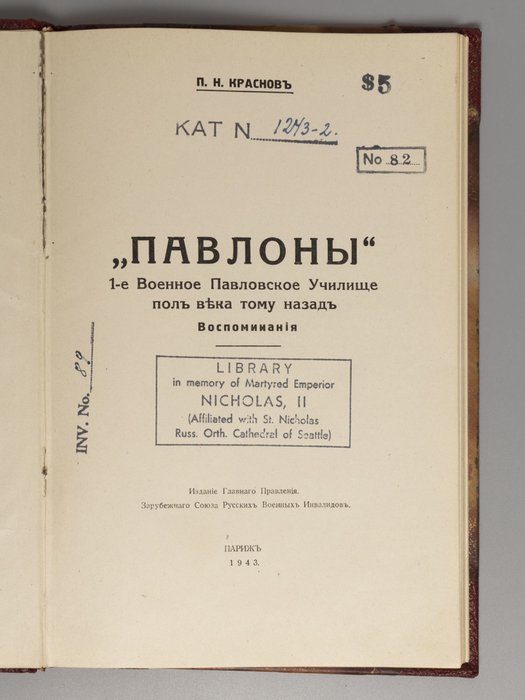 П. Н. КРАСНОВЪ
$5
KAT N 1243-2.
No 82
„ПАВЛОНЫ“
1-е Военное Павловское Училище
полъ вѣка тому назадъ
Воспоминанія
INV. No. 89
LIBRARY
in memory of Martyred Emperior
NICHOLAS, II
(Affiliated with St. Nicholas
Russ. Orth. Cathedral of Seattle)
Изданіе Главнаго Правленія.
Зарубежнаго Союза Русскихъ Военныхъ Инвалидовъ.
ПАРИЖЪ
1943.